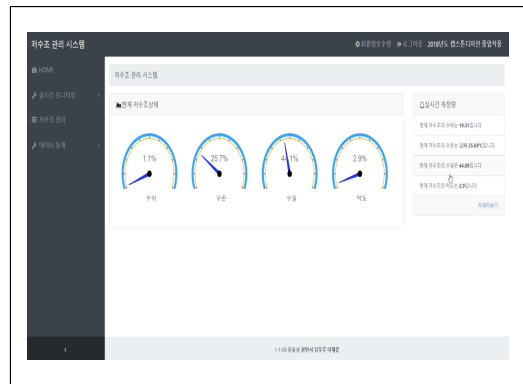 저수조 관리 시스템
회원정보수정 로그아웃 2018년도 캡스톤디자인 졸업작품
HOME
실시간 모니터링
저수조 관리
데이터 통계
저수조 관리 시스템
현재 저수조상태
1.1%
25.7%
44.1%
2.9%
수위
수온
수질
탁도
실시간 측정량
현재 저수조의 수위는 입니다
현재 저수조의 수온은 섭씨 25.69°C입니다
현재 저수조의 수질은 44.09입니다
현재 저수조의 탁도는 2.9입니다
자세히보기
1-1-09